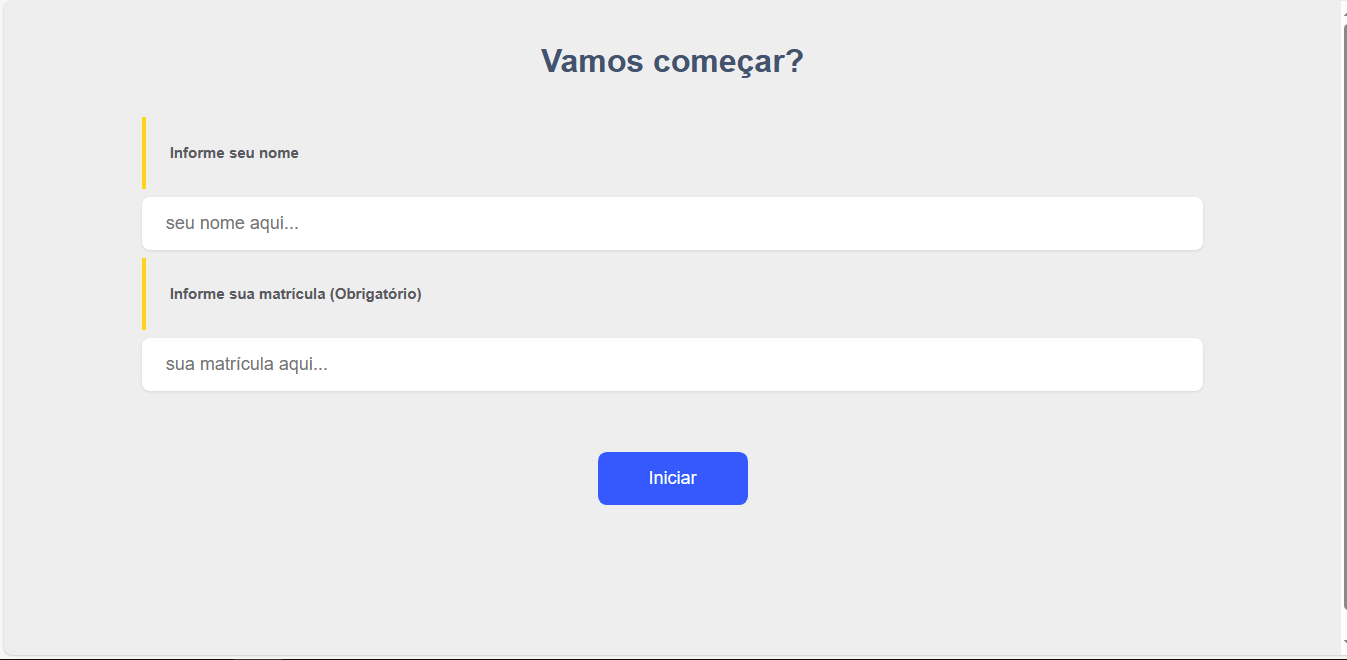 Vamos começar?
Informe seu nome
seu nome aqui...
Informe sua matrícula (Obrigatório)
sua matrícula aqui...
Iniciar